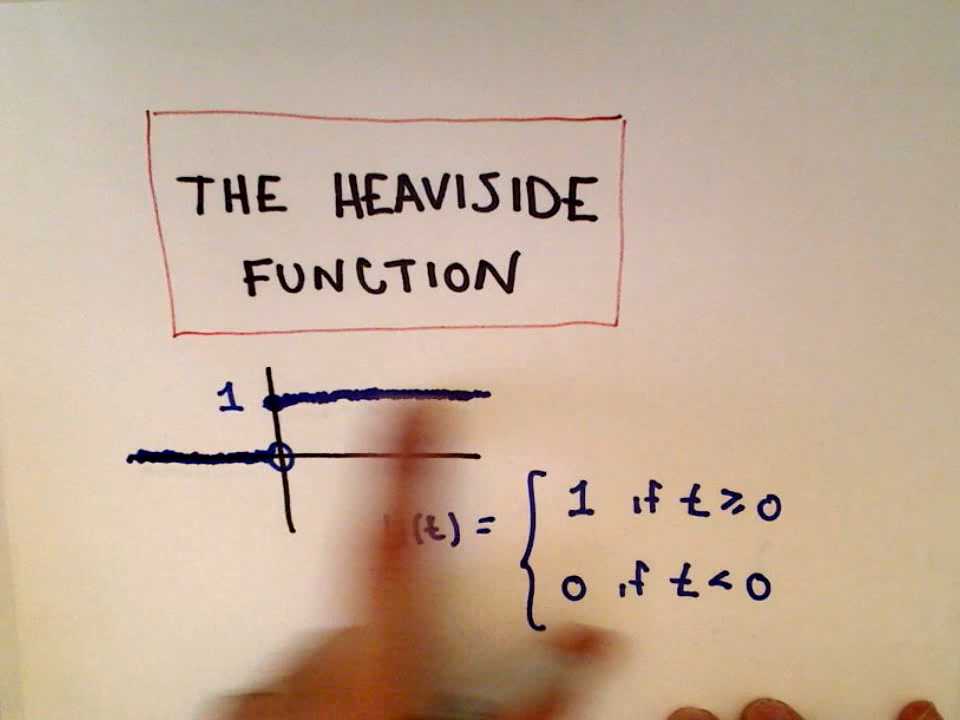 THE HEAVISIDE
FUNCTION
1
(t) = { 1 if t ≥ 0
0 if t < 0